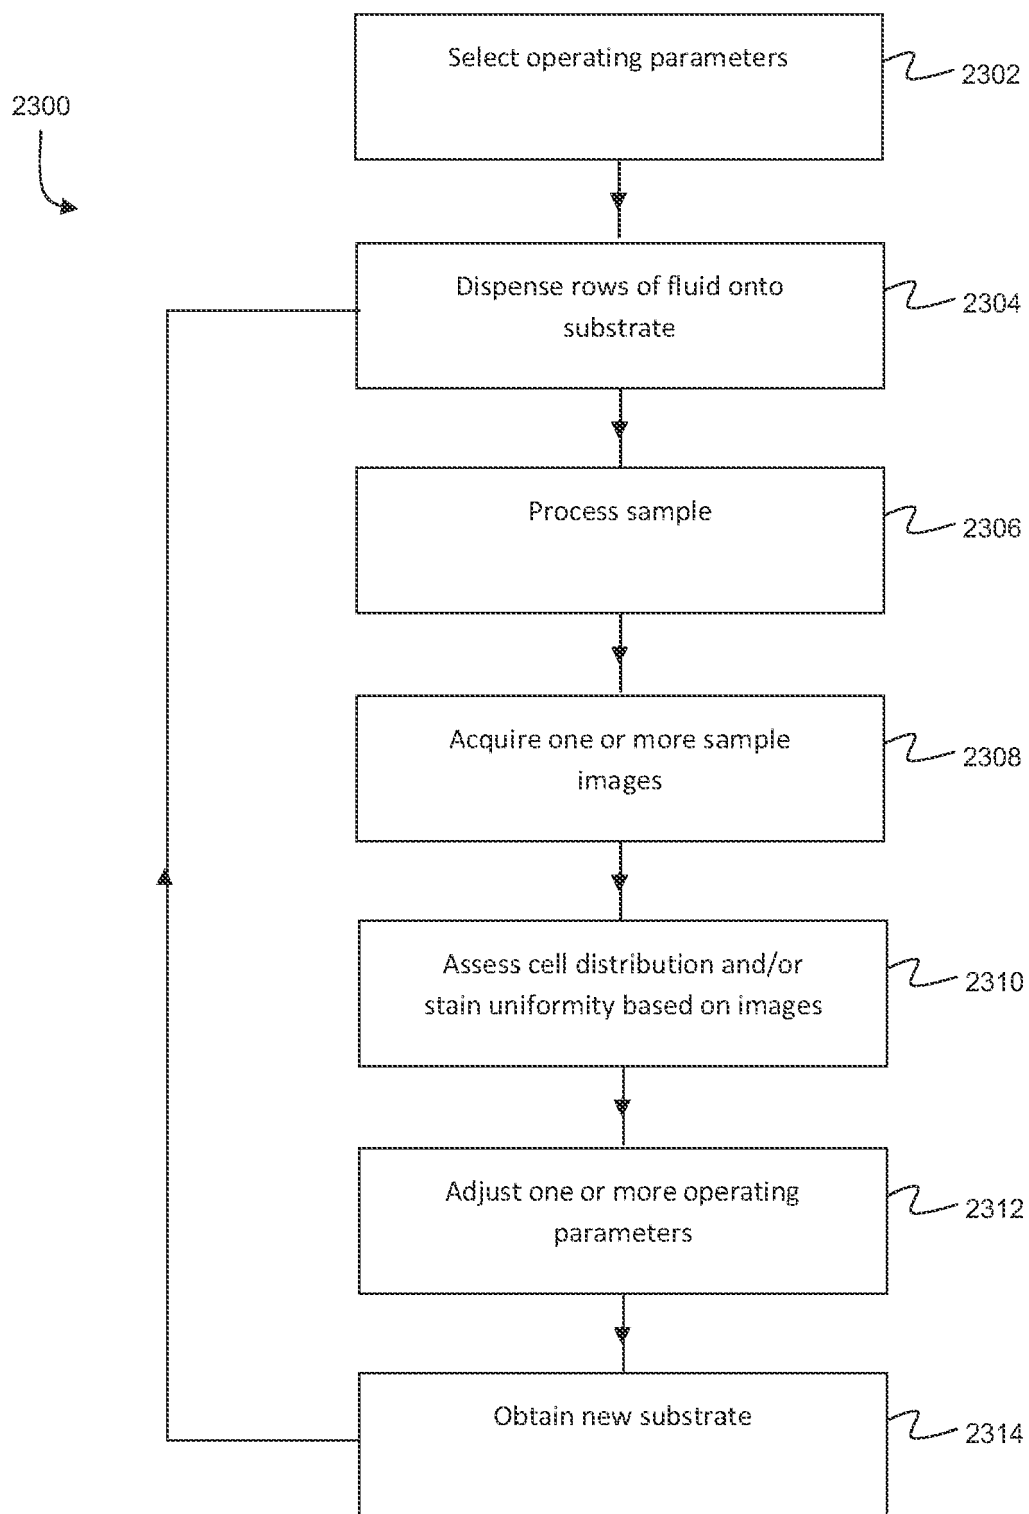 Select operating parameters
2302
2300
Dispense rows of fluid onto
substrate
2304
Process sample
2306
Acquire one or more sample
images
2308
Assess cell distribution and/or
stain uniformity based on images
2310
Adjust one or more operating
parameters
2312
Obtain new substrate
2314